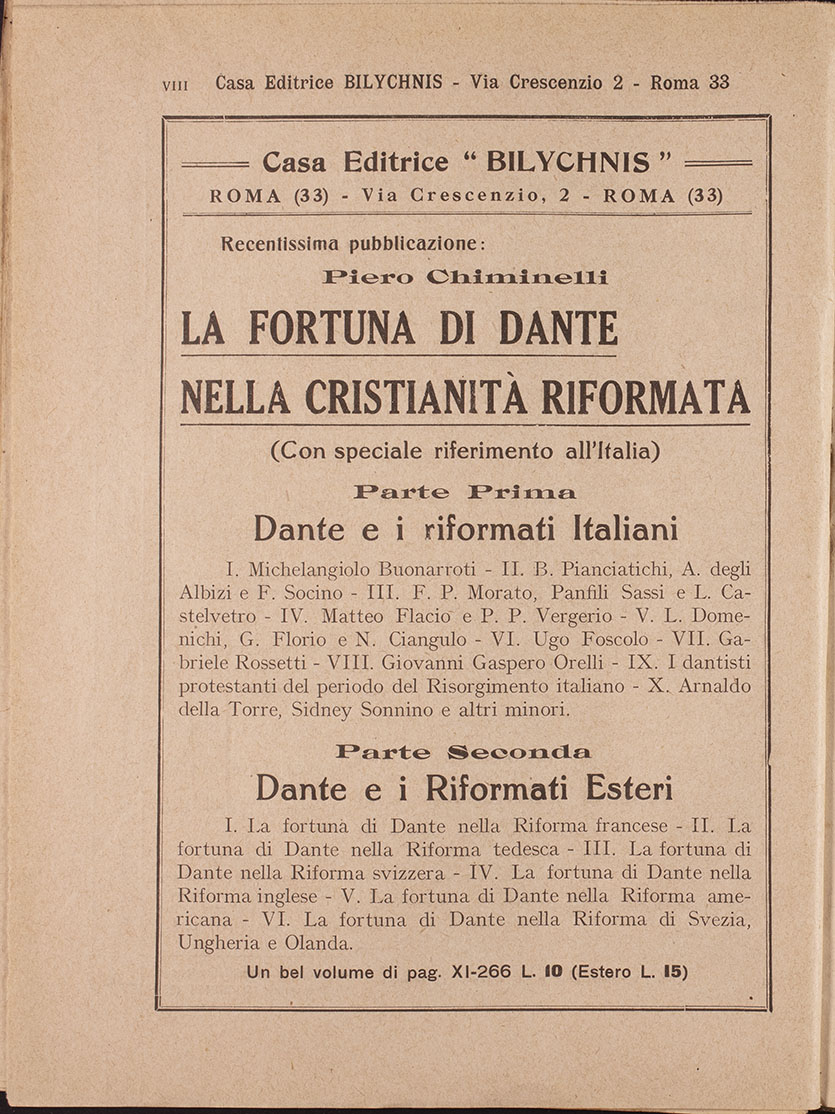 VIII Casa Editrice BILYCHNIS - Via Crescenzio 2 - Roma 33
Casa Editrice “ BILYCHNIS ”
ROMA (33) - Via Crescenzio, 2 - ROMA (33)
Recentissima pubblicazione:
Piero Chiminelli
LA FORTUNA DI DANTE
NELLA CRISTIANITÀ RIFORMATA
(Con speciale riferimento all'Italia)
Parte Prima
Dante e i riformati Italiani
I. Michelangiolo Buonarroti - II. B. Pianciatichi, A. degli
Albizi e F. Socino - III. F. P. Morato, Panfili Sassi e L. Ca-
stelvetro - IV. Matteo Flacio e P. P. Vergerio - V. L. Dome-
nichi, G. Florio e N. Ciangulo - VI. Ugo Foscolo - VII. Ga-
briele Rossetti - VIII. Giovanni Gaspero Orelli - IX. I dantisti
protestanti del periodo del Risorgimento italiano - X. Arnaldo
della Torre, Sidney Sonnino e altri minori.
Parte Seconda
Dante e i Riformati Esteri
I. La fortuna di Dante nella Riforma francese - II. La
fortuna di Dante nella Riforma tedesca - III. La fortuna di
Dante nella Riforma svizzera - IV. La fortuna di Dante nella
Riforma inglese - V. La fortuna di Dante nella Riforma ame-
ricana - VI. La fortuna di Dante nella Riforma di Svezia,
Ungheria e Olanda.
Un bel volume di pag. XI-266 L. 10 (Estero L. 15)